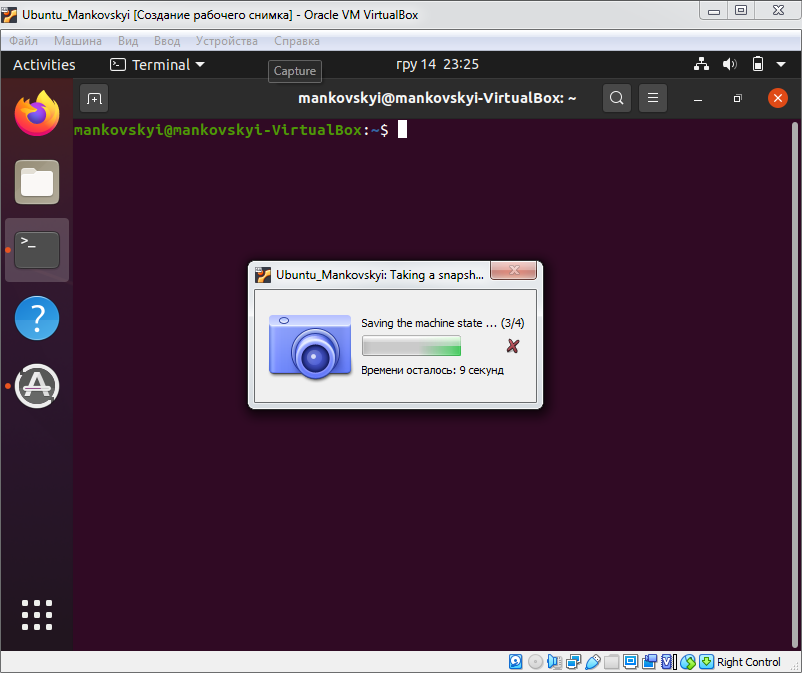 Ubuntu_Mankovskyi [Создание рабочего снимка] - Oracle VM VirtualBox
Файл Машина Вид Ввод Устройства Справка
Activities Terminal гру 14 23:25
Capture
mankovskyi@mankovskyi-VirtualBox: ~
mankovskyi@mankovskyi-VirtualBox:~$
Ubuntu_Mankovskyi: Taking a snapsh...
Saving the machine state ... (3/4)
Времени осталось: 9 секунд
Right Control